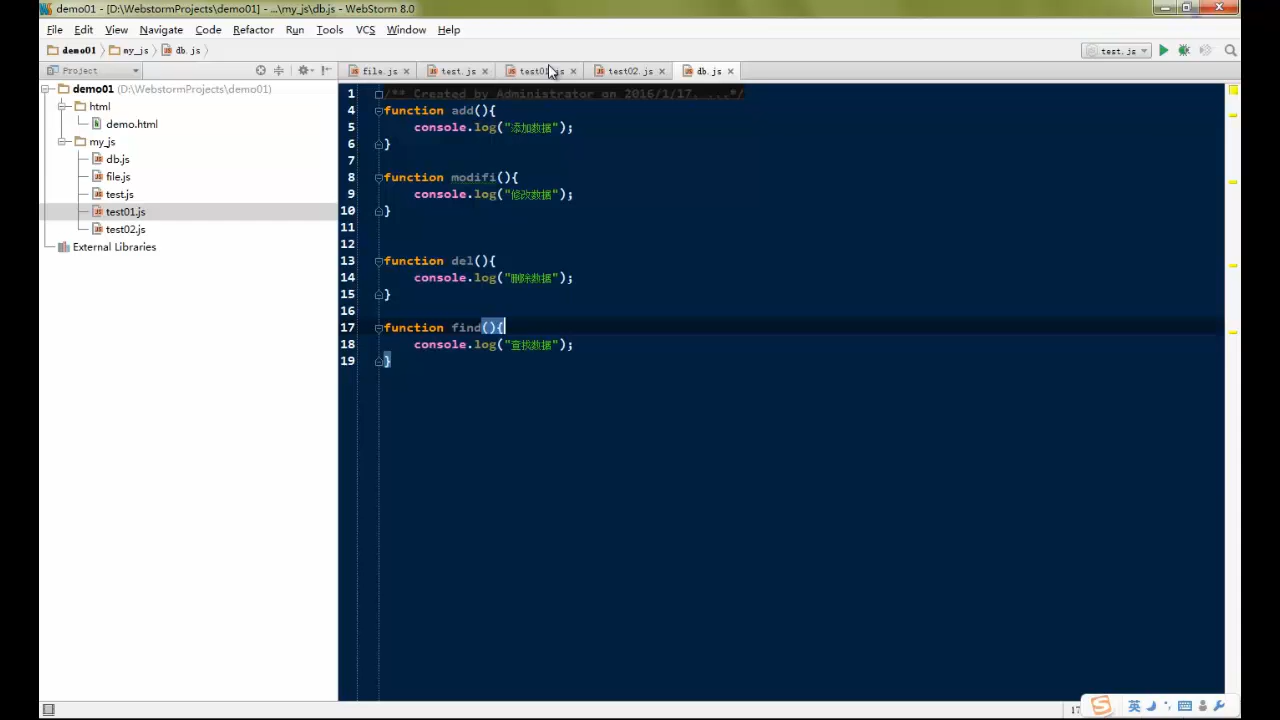 demo01 - [D:\WebstormProjects\demo01] - ...\my_js\db.js - WebStorm 8.0
File Edit View Navigate Code Refactor Run Tools VCS Window Help
demo01 my_js db.js test.js
Project file.js test.js test01.js test02.js db.js
demo01 (D:\WebstormProjects\demo01)
html
demo.html
my_js
db.js
file.js
test.js
test01.js
test02.js
External Libraries
1 /** Created by Administrator on 2016/1/17. ...*/
4 function add(){
5 console.log("添加数据");
6 }
7
8 function modifi(){
9 console.log("修改数据");
10 }
11
12
13 function del(){
14 console.log("删除数据");
15 }
16
17 function find(){
18 console.log("查找数据");
19 }
英